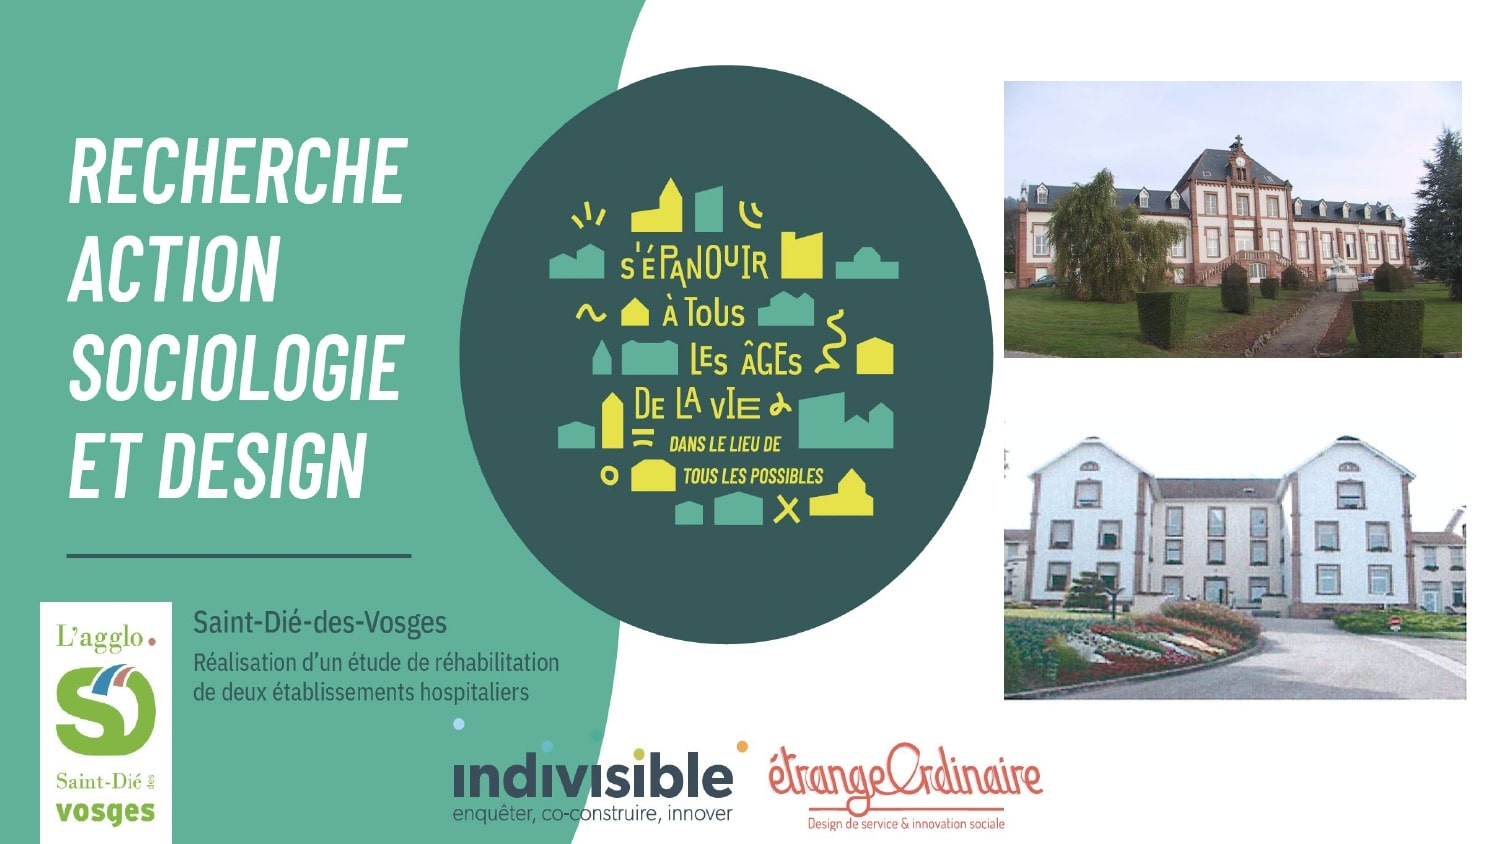 RECHERCHE
ACTION
SOCIOLOGIE
ET DESIGN
S'ÉPANOUIR
À TOUS
LES ÂGES
DE LA VIE
DANS LE LIEU DE
TOUS LES POSSIBLES
L'agglo
SD
Saint-Dié des
vosges
Saint-Dié-des-Vosges
Réalisation d'un étude de réhabilitation
de deux établissements hospitaliers
indivisible
enquêter, co-construire, innover
étrangeOrdinaire
Design de service & innovation sociale